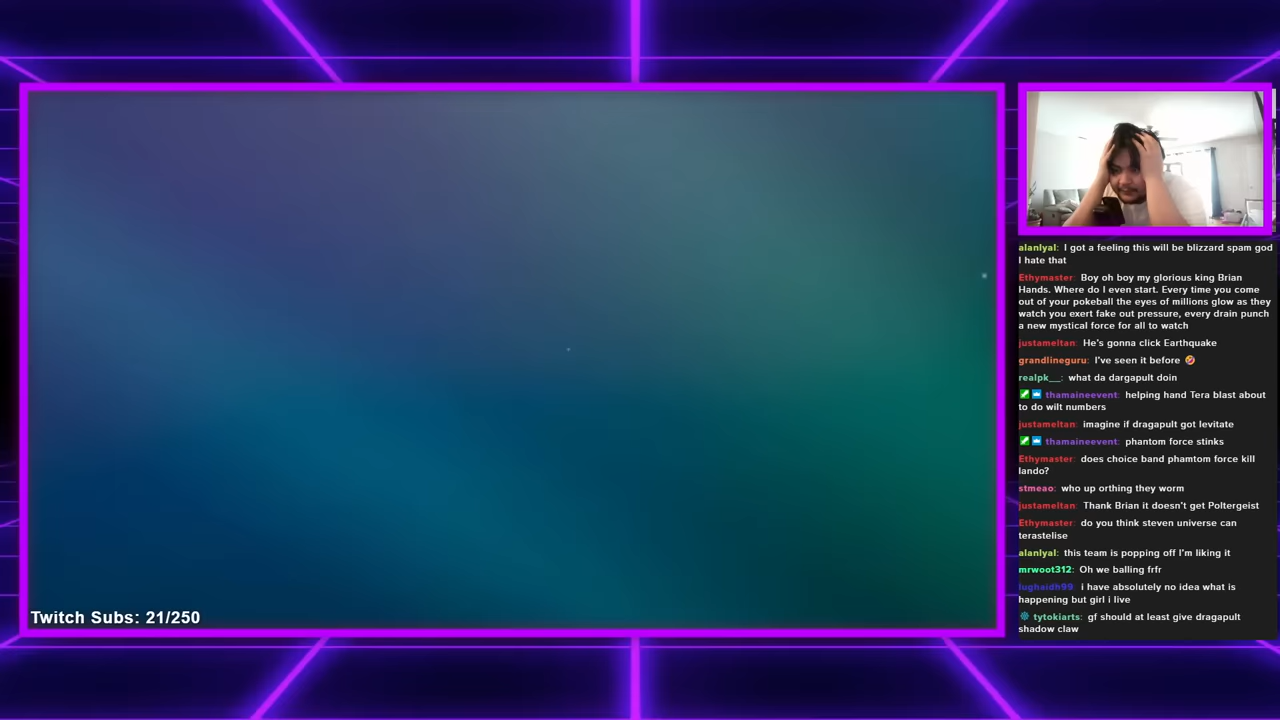 alanlyal: I got a feeling this will be blizzard spam god
I hate that
Ethymaster: Boy oh boy my glorious king Brian
Hands. Where do I even start. Every time you come
out of your pokeball the eyes of millions glow as they
watch you exert fake out pressure, every drain punch
a new mystical force for all to watch
justameltan: He's gonna click Earthquake
grandlineguru: I've seen it before 🤣
realpk__: what da dargapult doin
thamaineevent: helping hand Tera blast about
to do wilt numbers
justameltan: imagine if dragapult got levitate
thamaineevent: phantom force stinks
Ethymaster: does choice band phamtom force kill
lando?
stmeao: who up orthing they worm
justameltan: Thank Brian it doesn't get Poltergeist
Ethymaster: do you think steven universe can
terastelise
alanlyal: this team is popping off I'm liking it
mrwoot312: Oh we balling frfr
lughaidh99: i have absolutely no idea what is
happening but girl i live
tytokiarts: gf should at least give dragapult
shadow claw
Twitch Subs: 21/250